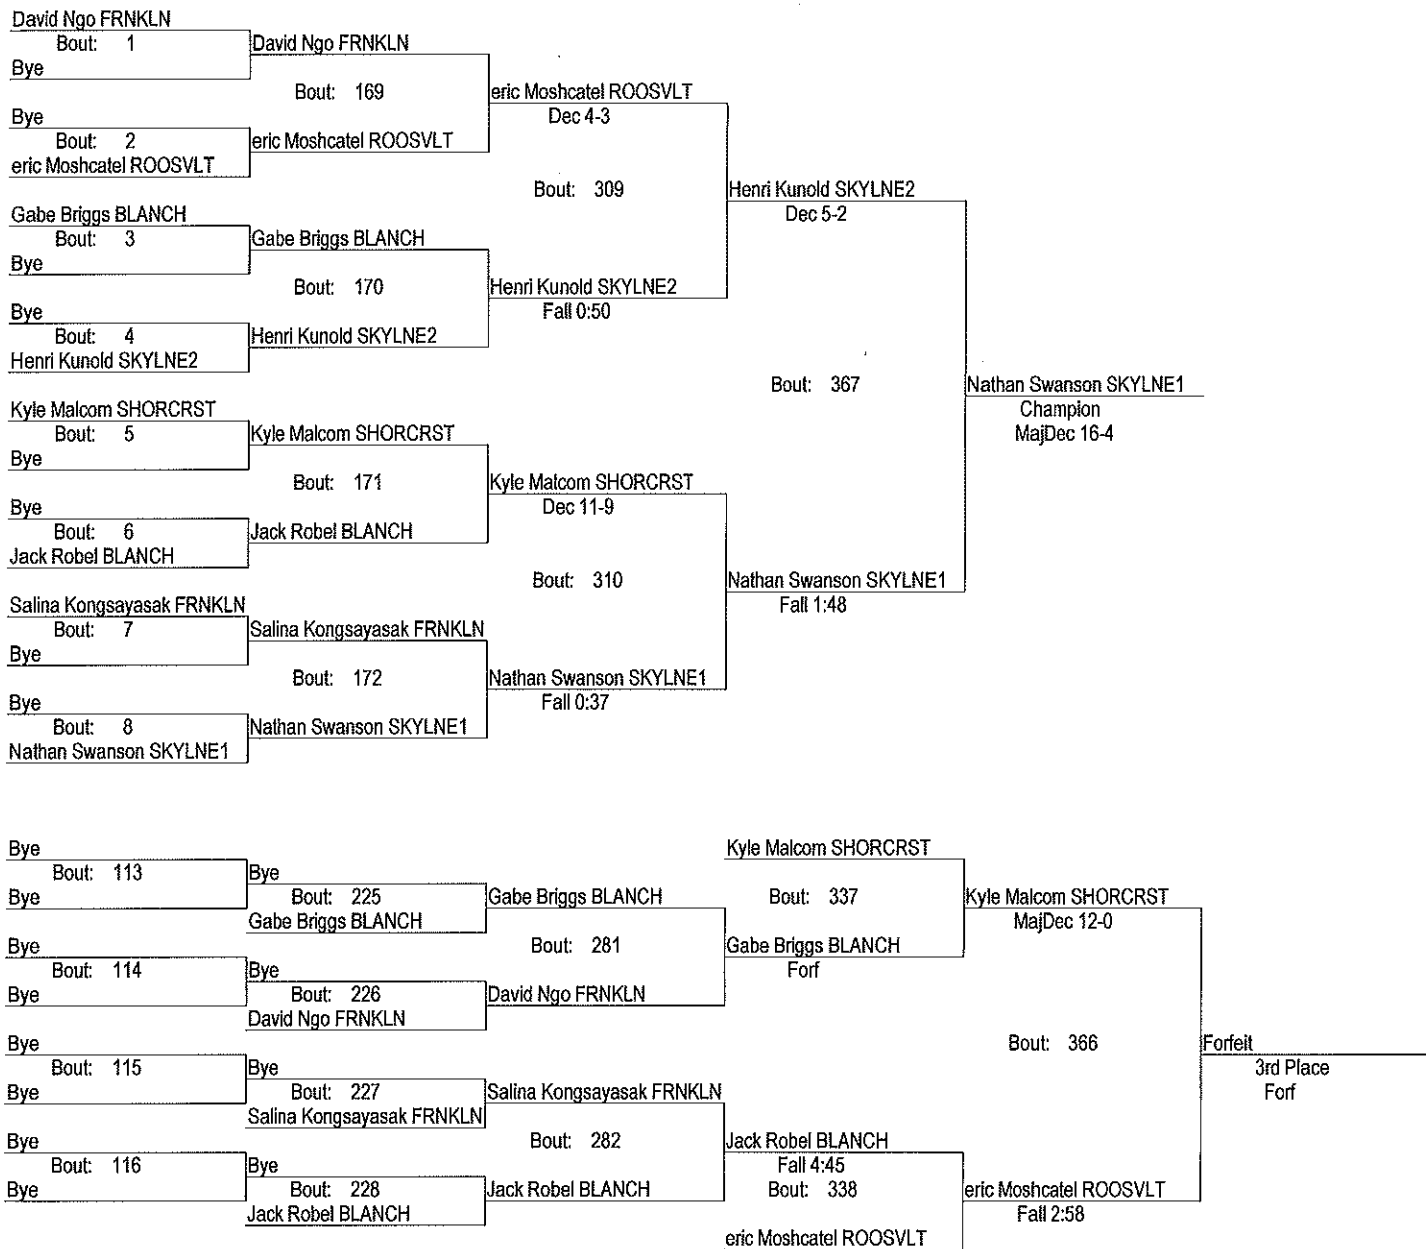 David Ngo FRNKLN
Bout: 1
Bye
David Ngo FRNKLN
Bout: 169
Bye
Bout: 2
eric Moshcatel ROOSVLT
eric Moshcatel ROOSVLT
eric Moshcatel ROOSVLT
Dec 4-3
Bout: 309
Gabe Briggs BLANCH
Bout: 3
Bye
Gabe Briggs BLANCH
Bout: 170
Bye
Bout: 4
Henri Kunold SKYLNE2
Henri Kunold SKYLNE2
Henri Kunold SKYLNE2
Fall 0:50
Henri Kunold SKYLNE2
Dec 5-2
Bout: 367
Kyle Malcom SHORCRST
Bout: 5
Bye
Kyle Malcom SHORCRST
Bout: 171
Bye
Bout: 6
Jack Robel BLANCH
Jack Robel BLANCH
Kyle Malcom SHORCRST
Dec 11-9
Bout: 310
Salina Kongsayasak FRNKLN
Bout: 7
Bye
Salina Kongsayasak FRNKLN
Bout: 172
Bye
Bout: 8
Nathan Swanson SKYLNE1
Nathan Swanson SKYLNE1
Nathan Swanson SKYLNE1
Fall 0:37
Nathan Swanson SKYLNE1
Fall 1:48
Nathan Swanson SKYLNE1
Champion
MajDec 16-4
Bye
Bout: 113
Bye
Bye
Bout: 225
Gabe Briggs BLANCH
Gabe Briggs BLANCH
Bout: 281
Bye
Bout: 114
Bye
Bye
Bout: 226
David Ngo FRNKLN
David Ngo FRNKLN
Kyle Malcom SHORCRST
Bout: 337
Gabe Briggs BLANCH
Forf
Kyle Malcom SHORCRST
MajDec 12-0
Bout: 366
Bye
Bout: 115
Bye
Bye
Bout: 227
Salina Kongsayasak FRNKLN
Salina Kongsayasak FRNKLN
Bout: 282
Bye
Bout: 116
Bye
Bye
Bout: 228
Jack Robel BLANCH
Jack Robel BLANCH
Jack Robel BLANCH
Fall 4:45
Bout: 338
eric Moshcatel ROOSVLT
eric Moshcatel ROOSVLT
Fall 2:58
Forfeit
3rd Place
Forf